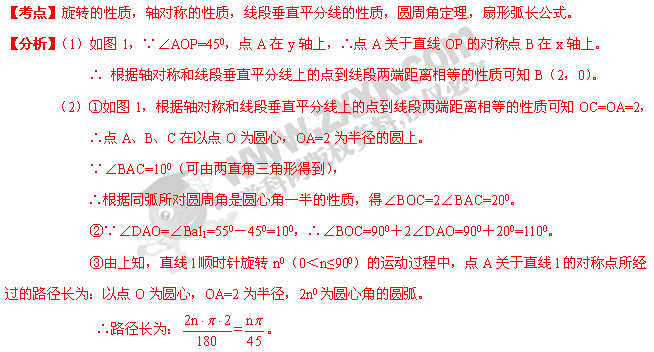 【考点】旋转的性质，轴对称的性质，线段垂直平分线的性质，圆周角定理，扇形弧长公式。
【分析】（1）如图 1，∵∠AOP=45⁰，点 A 在 y 轴上，∴点 A 关于直线 OP 的对称点 B 在 x 轴上。
∴ 根据轴对称和线段垂直平分线上的点到线段两端距离相等的性质可知 B（2，0）。
（2）①如图 1，根据轴对称和线段垂直平分线上的点到线段两端距离相等的性质可知 OC=OA=2，
∴点 A、B、C 在以点 O 为圆心，OA=2 为半径的圆上。
∵∠BAC=10⁰（可由两直角三角形得到），
∴根据同弧所对圆周角是圆心角一半的性质，得∠BOC=2∠BAC=20⁰。
②∵∠DAO=∠Bal₁=55⁰－45⁰=10⁰，∴∠BOC=90⁰＋2∠DAO=90⁰＋20⁰=110⁰。
③由上知，直线 l 顺时针旋转 n⁰（0＜n≤90⁰）的运动过程中，点 A 关于直线 l 的对称点所经
过的路径长为：以点 O 为圆心，OA=2 为半径，2n⁰ 为圆心角的圆弧。
∴路径长为：2n·π·2/180=nπ/45。